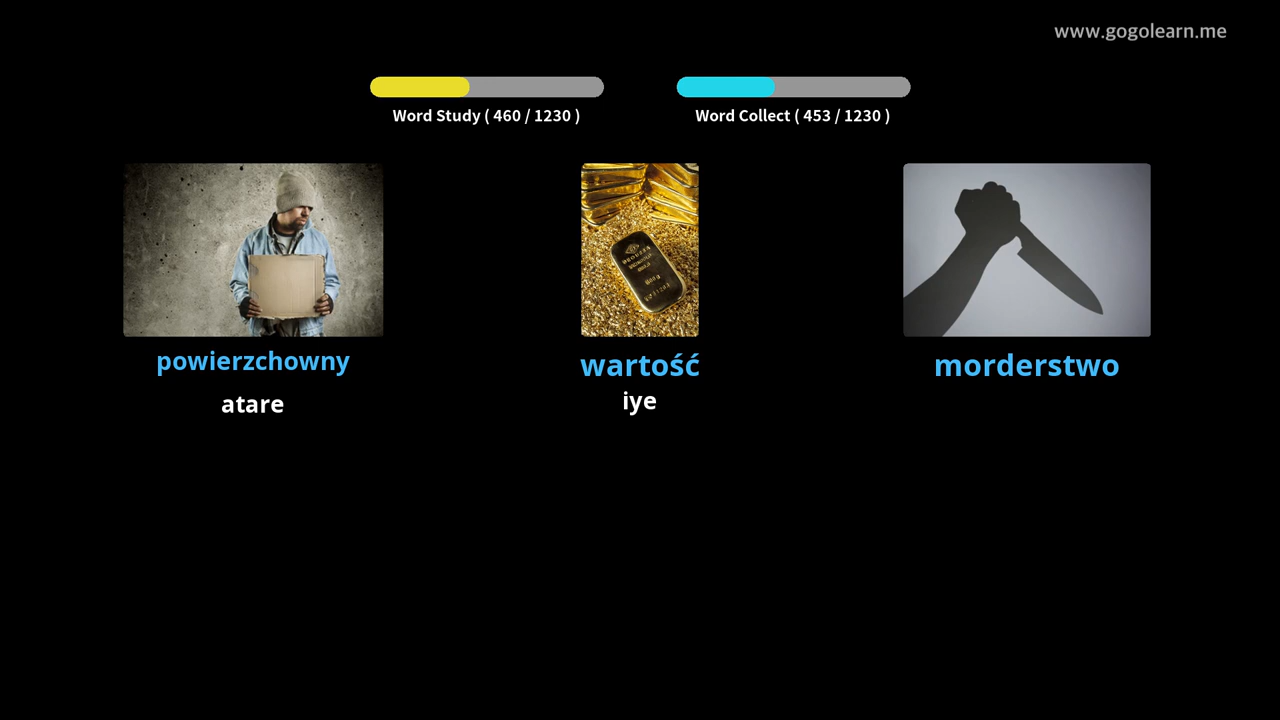 www.gogolearn.me
Word Study ( 460 / 1230 )
Word Collect ( 453 / 1230 )
powierzchowny
wartość
morderstwo
atare
iye